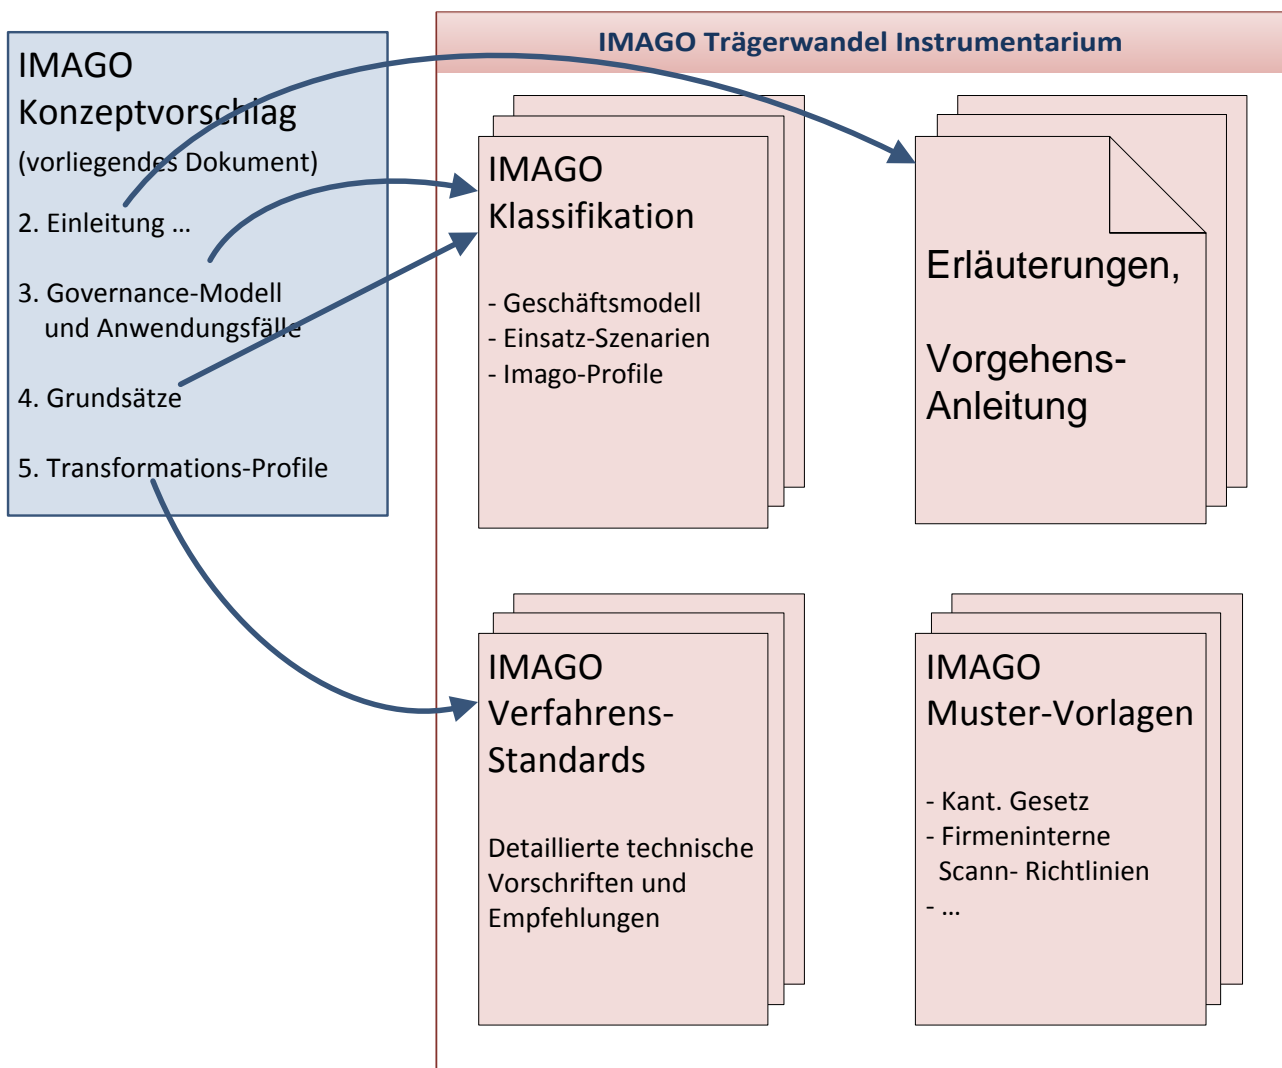 IMAGO
Konzeptvorschlag
(vorliegendes Dokument)
2. Einleitung ...
3. Governance-Modell
und Anwendungsfälle
4. Grundsätze
5. Transformations-Profile
IMAGO Trägerwandel Instrumentarium
IMAGO
Klassifikation
- Geschäftsmodell
- Einsatz-Szenarien
- Imago-Profile
Erläuterungen,
Vorgehens-
Anleitung
IMAGO
Verfahrens-
Standards
Detaillierte technische
Vorschriften und
Empfehlungen
IMAGO
Muster-Vorlagen
- Kant. Gesetz
- Firmeninterne
Scann- Richtlinien
- ...